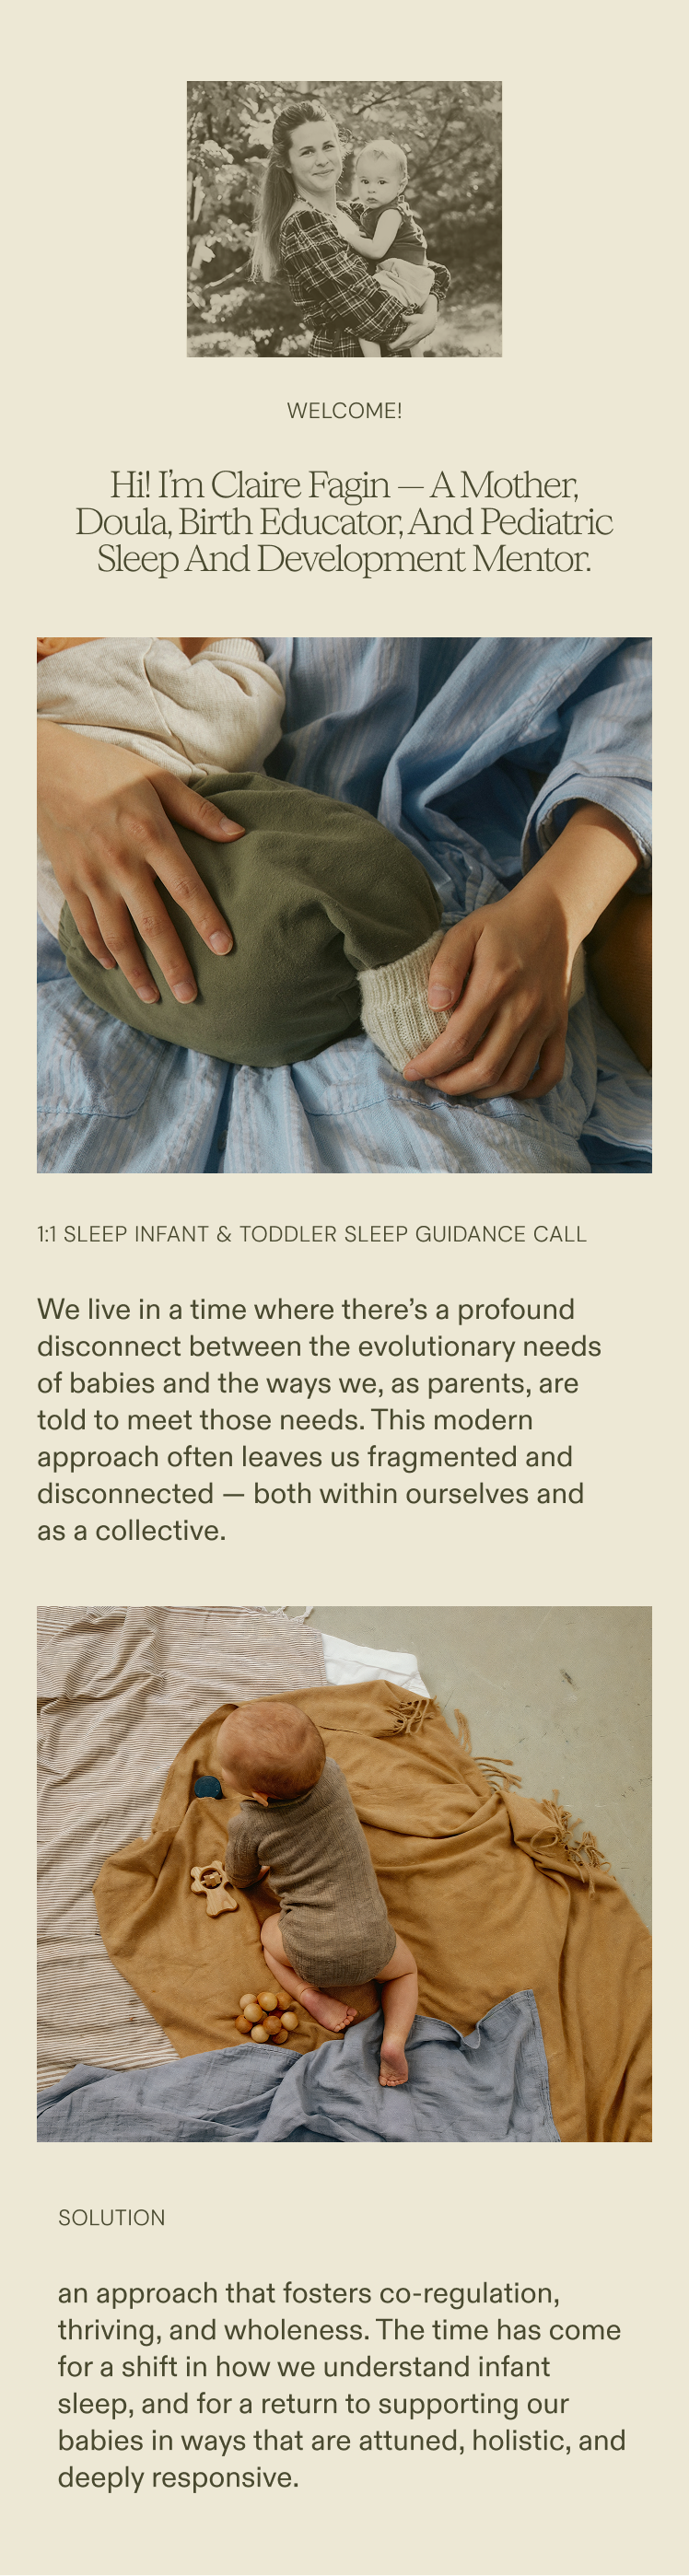 WELCOME!
Hi! I’m Claire Fagin — A Mother,
Doula, Birth Educator, And Pediatric
Sleep And Development Mentor.
1:1 SLEEP INFANT & TODDLER SLEEP GUIDANCE CALL
We live in a time where there’s a profound
disconnect between the evolutionary needs
of babies and the ways we, as parents, are
told to meet those needs. This modern
approach often leaves us fragmented and
disconnected — both within ourselves and
as a collective.
SOLUTION
an approach that fosters co-regulation,
thriving, and wholeness. The time has come
for a shift in how we understand infant
sleep, and for a return to supporting our
babies in ways that are attuned, holistic, and
deeply responsive.